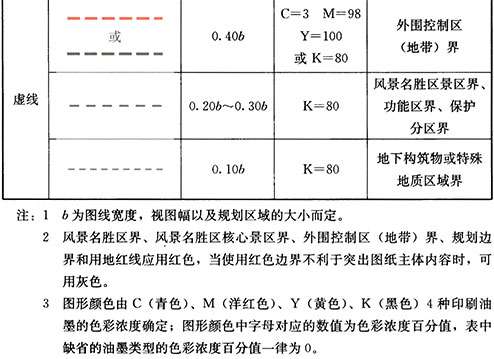 C=3 M=98
或 0.40b Y=100 外围控制区
或 K=80 （地带）界
虚线 0.20b～0.30b K=80 风景名胜区景区界、
功能区界、保护
分区界
0.10b K=80 地下构筑物或特殊
地质区域界
注：1 b为图线宽度，视图幅以及规划区域的大小而定。
2 风景名胜区界、风景名胜区核心景区界、外围控制区（地带）界、规划边
界和用地红线应用红色，当使用红色边界不利于突出图纸主体内容时，可
用灰色。
3 图形颜色由C（青色）、M（洋红色）、Y（黄色）、K（黑色）4种印刷油
墨的色彩浓度确定；图形颜色中字母对应的数值为色彩浓度百分值，表中
缺省的油墨类型的色彩浓度百分值一律为0。